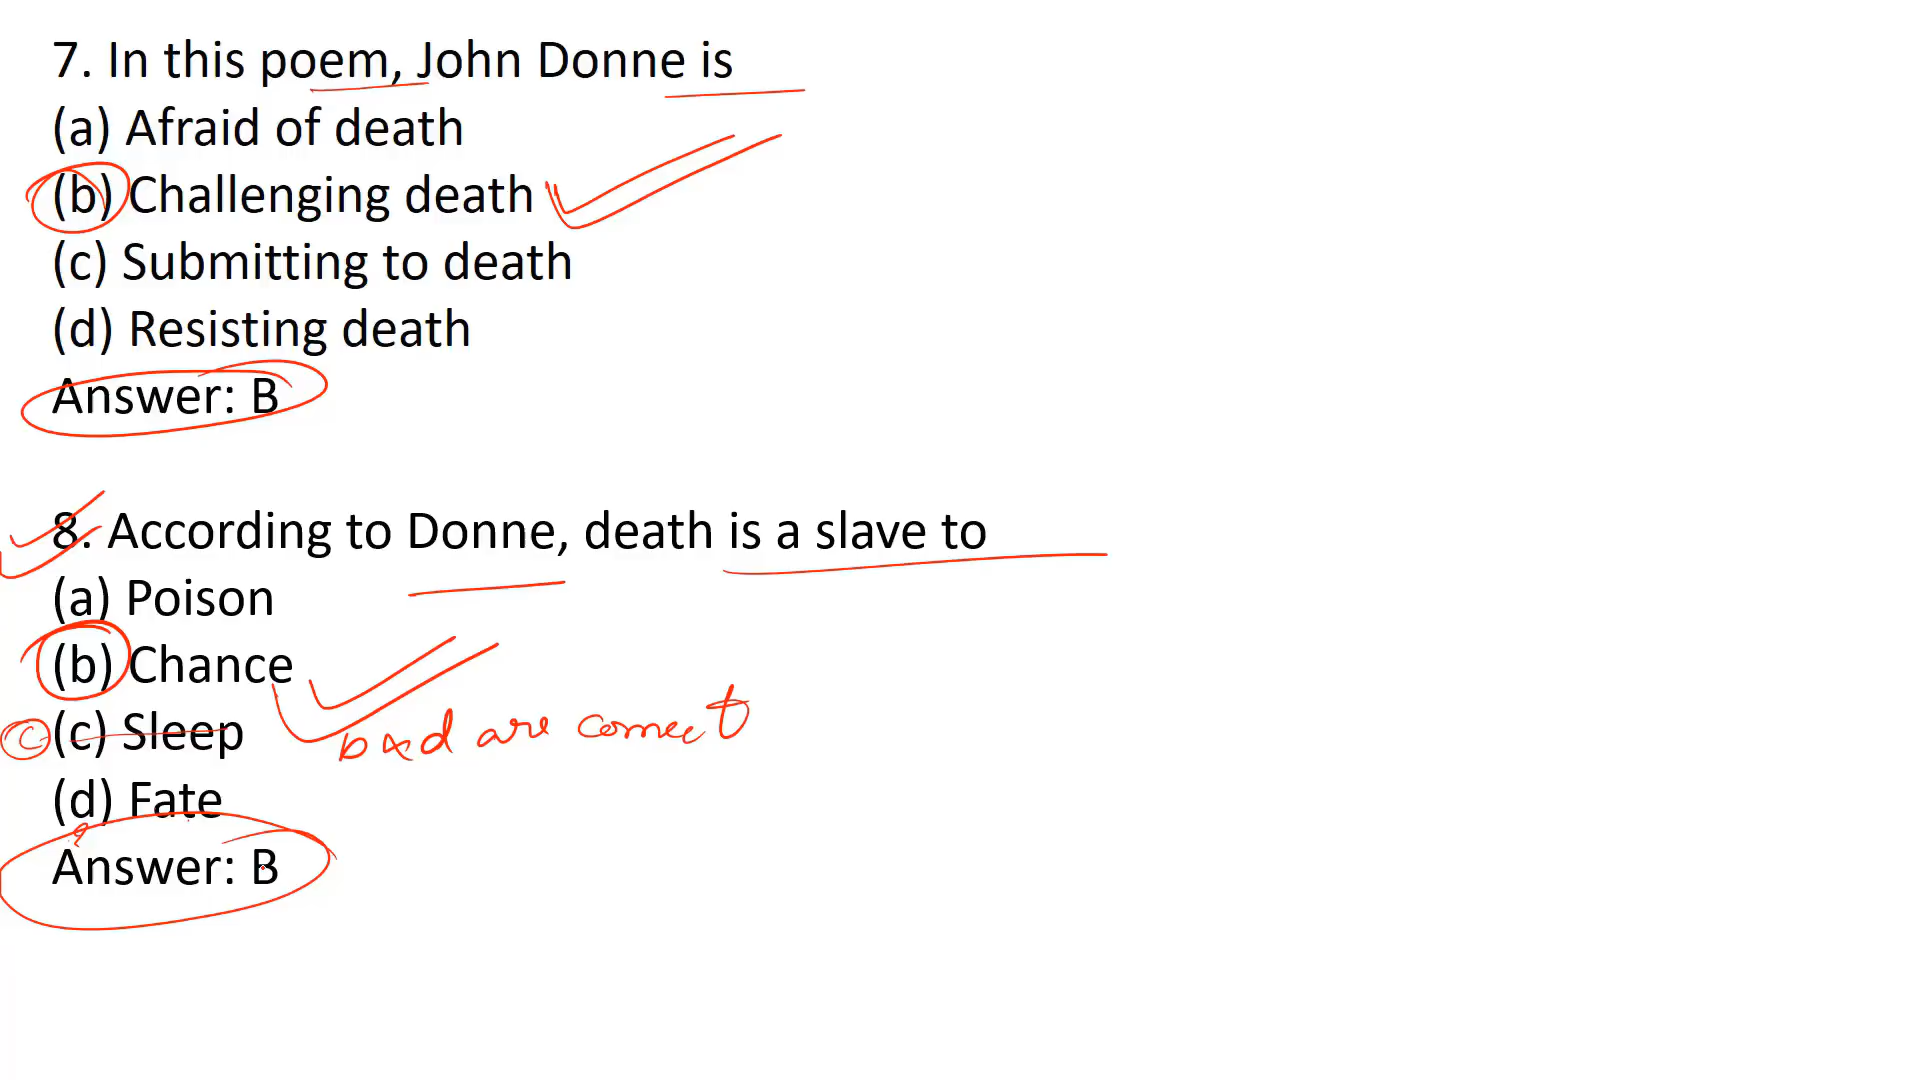 7. In this poem, John Donne is
(a) Afraid of death
(b) Challenging death
(c) Submitting to death
(d) Resisting death
Answer: B
8. According to Donne, death is a slave to
(a) Poison
(b) Chance
C (c) Sleep
b & d are correct
(d) Fate
Answer: B